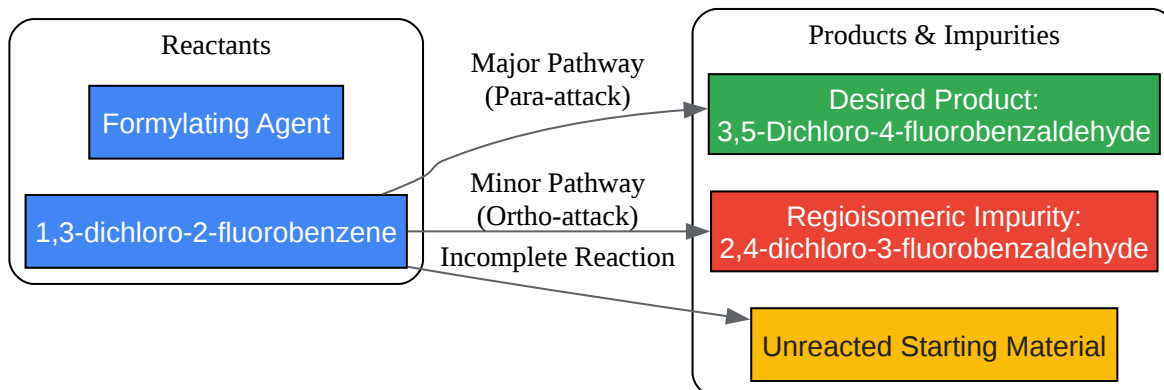 Reactants
Formylating Agent
1,3-dichloro-2-fluorobenzene
Major Pathway
(Para-attack)
Minor Pathway
(Ortho-attack)
Incomplete Reaction
Products & Impurities
Desired Product:
3,5-Dichloro-4-fluorobenzaldehyde
Regioisomeric Impurity:
2,4-dichloro-3-fluorobenzaldehyde
Unreacted Starting Material